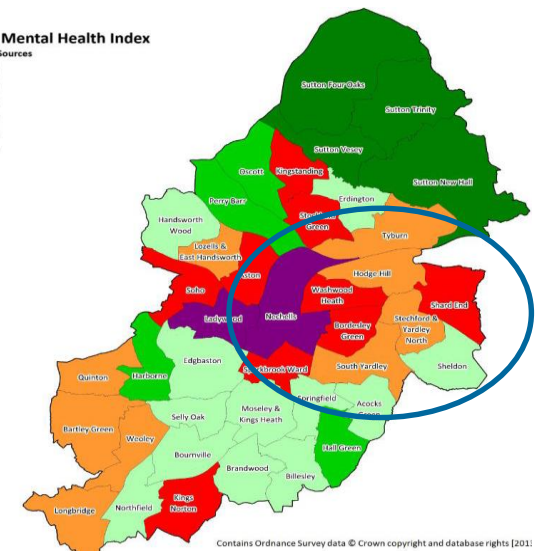 Mental Health Index
Sources
Sutton Four Oaks
Sutton Trinity
Sutton Vesey
Oscott
Kingstanding
Sutton New Hall
Erdington
Perry Barr
Handsworth
Wood
Green
Tyburn
Lozells &
East Handsworth
Hodge Hill
Soho
Washwood
Heath
Shard End
Ladywood
Nechells
Bordesley
Green
Stechford &
Yardley
North
Edgbaston
Sheldon
Quinton
Harborne
South Yardley
Springfield
Acocks
Selly Oak
Moseley &
Kings Heath
Bartley Green
Weoley
Hall Green
Bournville
Brandwood
Billesley
Kings
Norton
Longbridge
Northfield
Contains Ordnance Survey data © Crown copyright and database rights [201